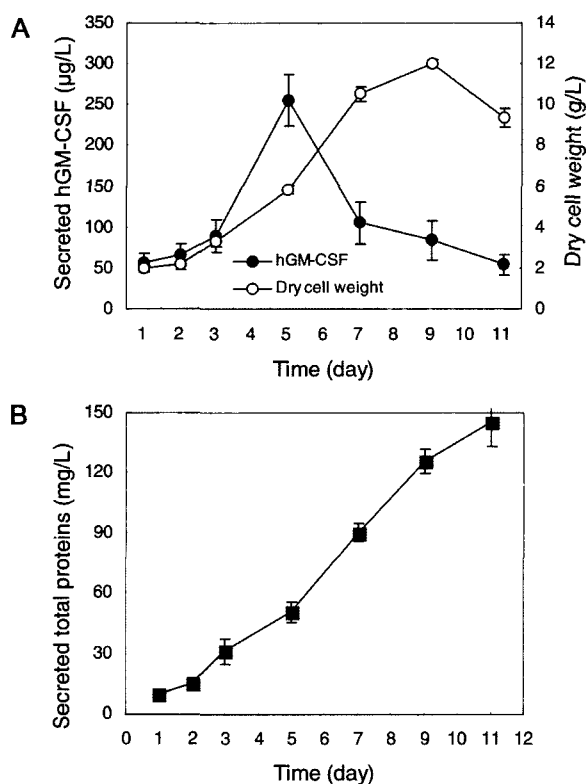 A
Secreted hGM-CSF (µg/L)
350
300
250
200
150
100
50
0
14
12
10
8
6
4
2
0
Dry cell weight (g/L)
hGM-CSF
Dry cell weight
1 2 3 4 5 6 7 8 9 10 11
Time (day)
B
Secreted total proteins (mg/L)
150
120
90
60
30
0
0 1 2 3 4 5 6 7 8 9 10 11 12
Time (day)